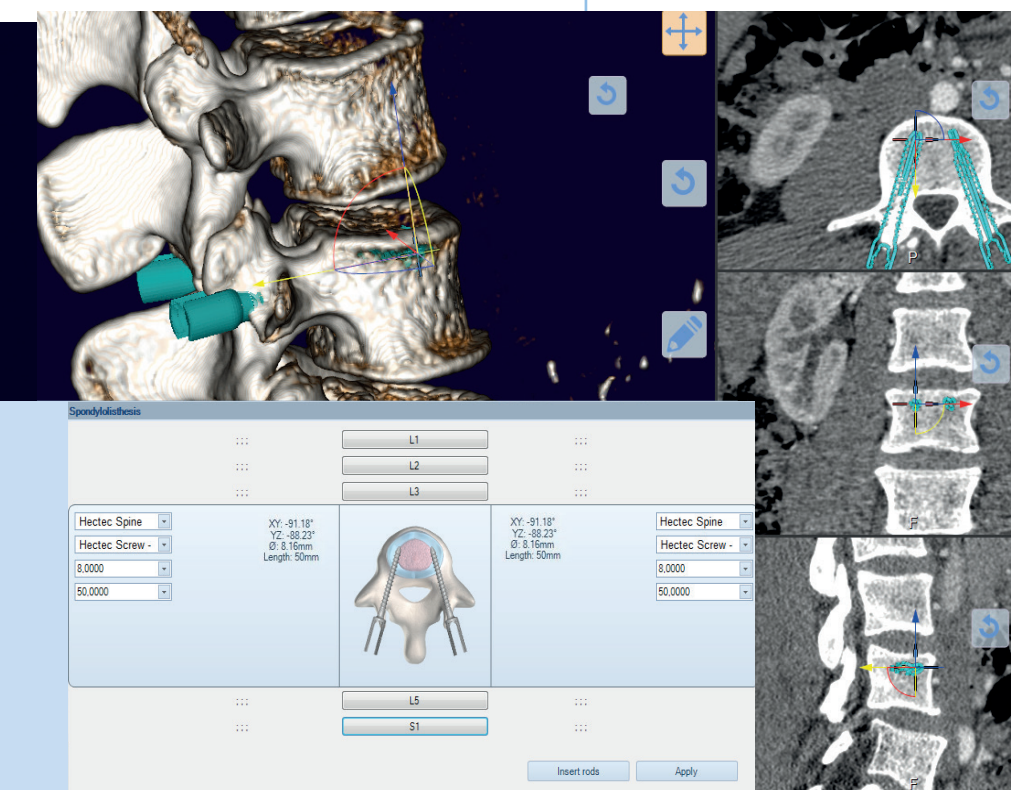 P
F
F
Spondylolisthesis
::: L1 :::
::: L2 :::
::: L3 :::
Hectec Spine
Hectec Screw -
8,0000
50,0000
XY: -91.18°
YZ: -88.23°
Ø: 8.16mm
Length: 50mm
XY: -91.18°
YZ: -88.23°
Ø: 8.16mm
Length: 50mm
Hectec Spine
Hectec Screw -
8,0000
50,0000
::: L5 :::
::: S1 :::
Insert rods Apply